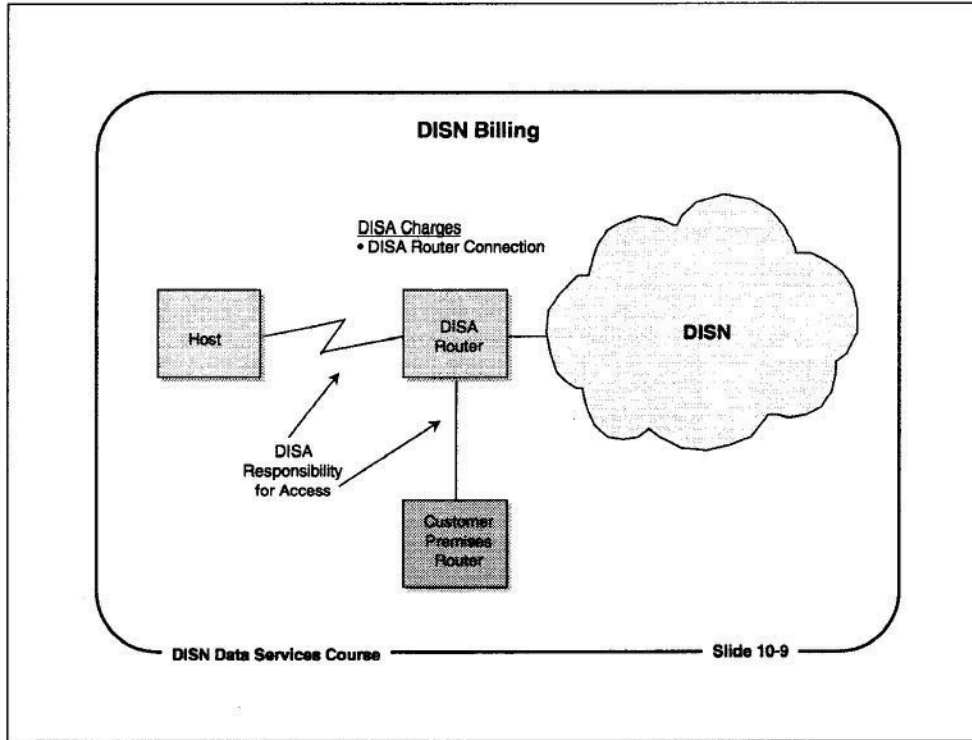 DISN Billing
DISA Charges
• DISA Router Connection
Host
DISA
Router
DISN
DISA
Responsibility
for Access
Customer
Premises
Router
DISN Data Services Course
Slide 10-9